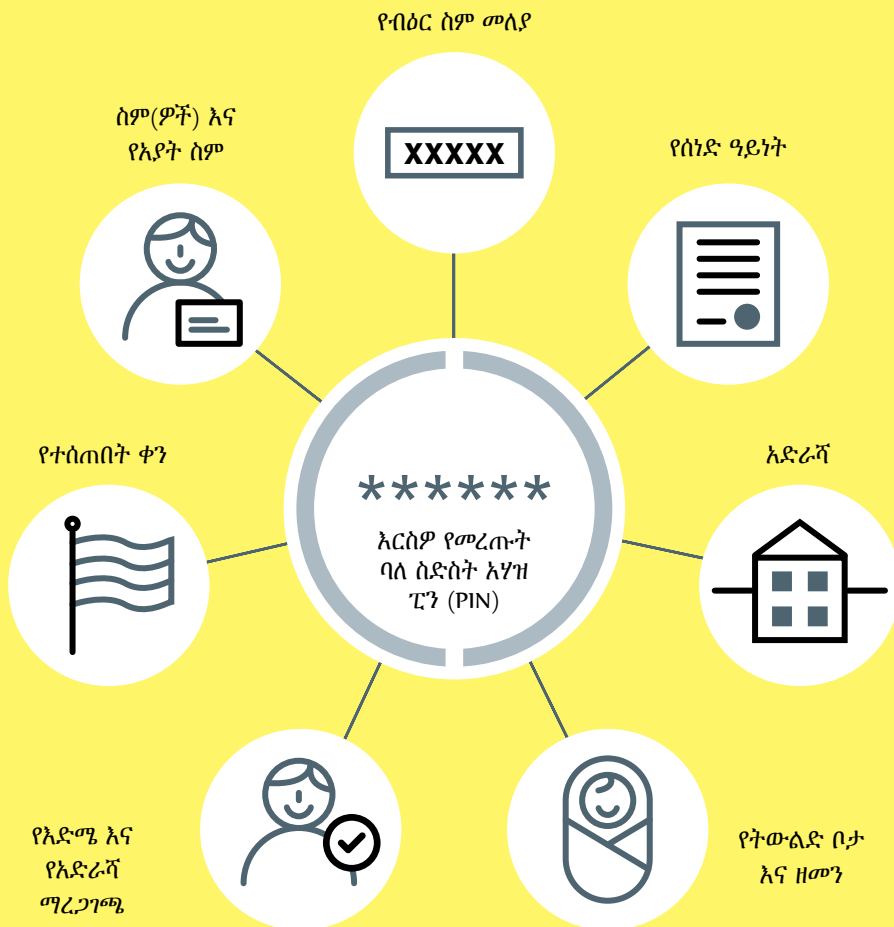 የብዕር ስም መለያ
ስም(ዎች) እና
የአያት ስም
XXXXX
የሰነድ ዓይነት
የተሰጠበት ቀን
አድራሻ
******
እርስዎ የመረጡት
ባለ ስድስት አሃዝ
ፒን (PIN)
የእድሜ እና
የአድራሻ
ማረጋገጫ
የትውልድ ቦታ
እና ዘመን